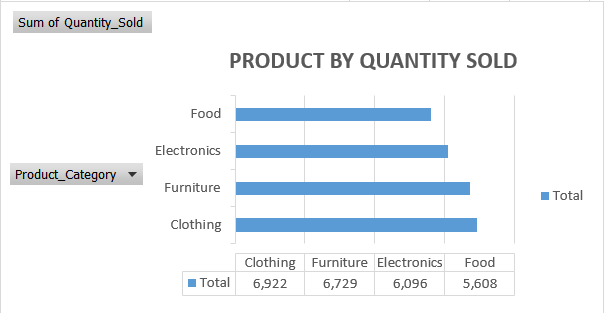 Sum of Quantity_Sold
PRODUCT BY QUANTITY SOLD
Food
Electronics
Product_Category
Furniture
Total
Clothing
Clothing Furniture Electronics Food
Total 6,922 6,729 6,096 5,608